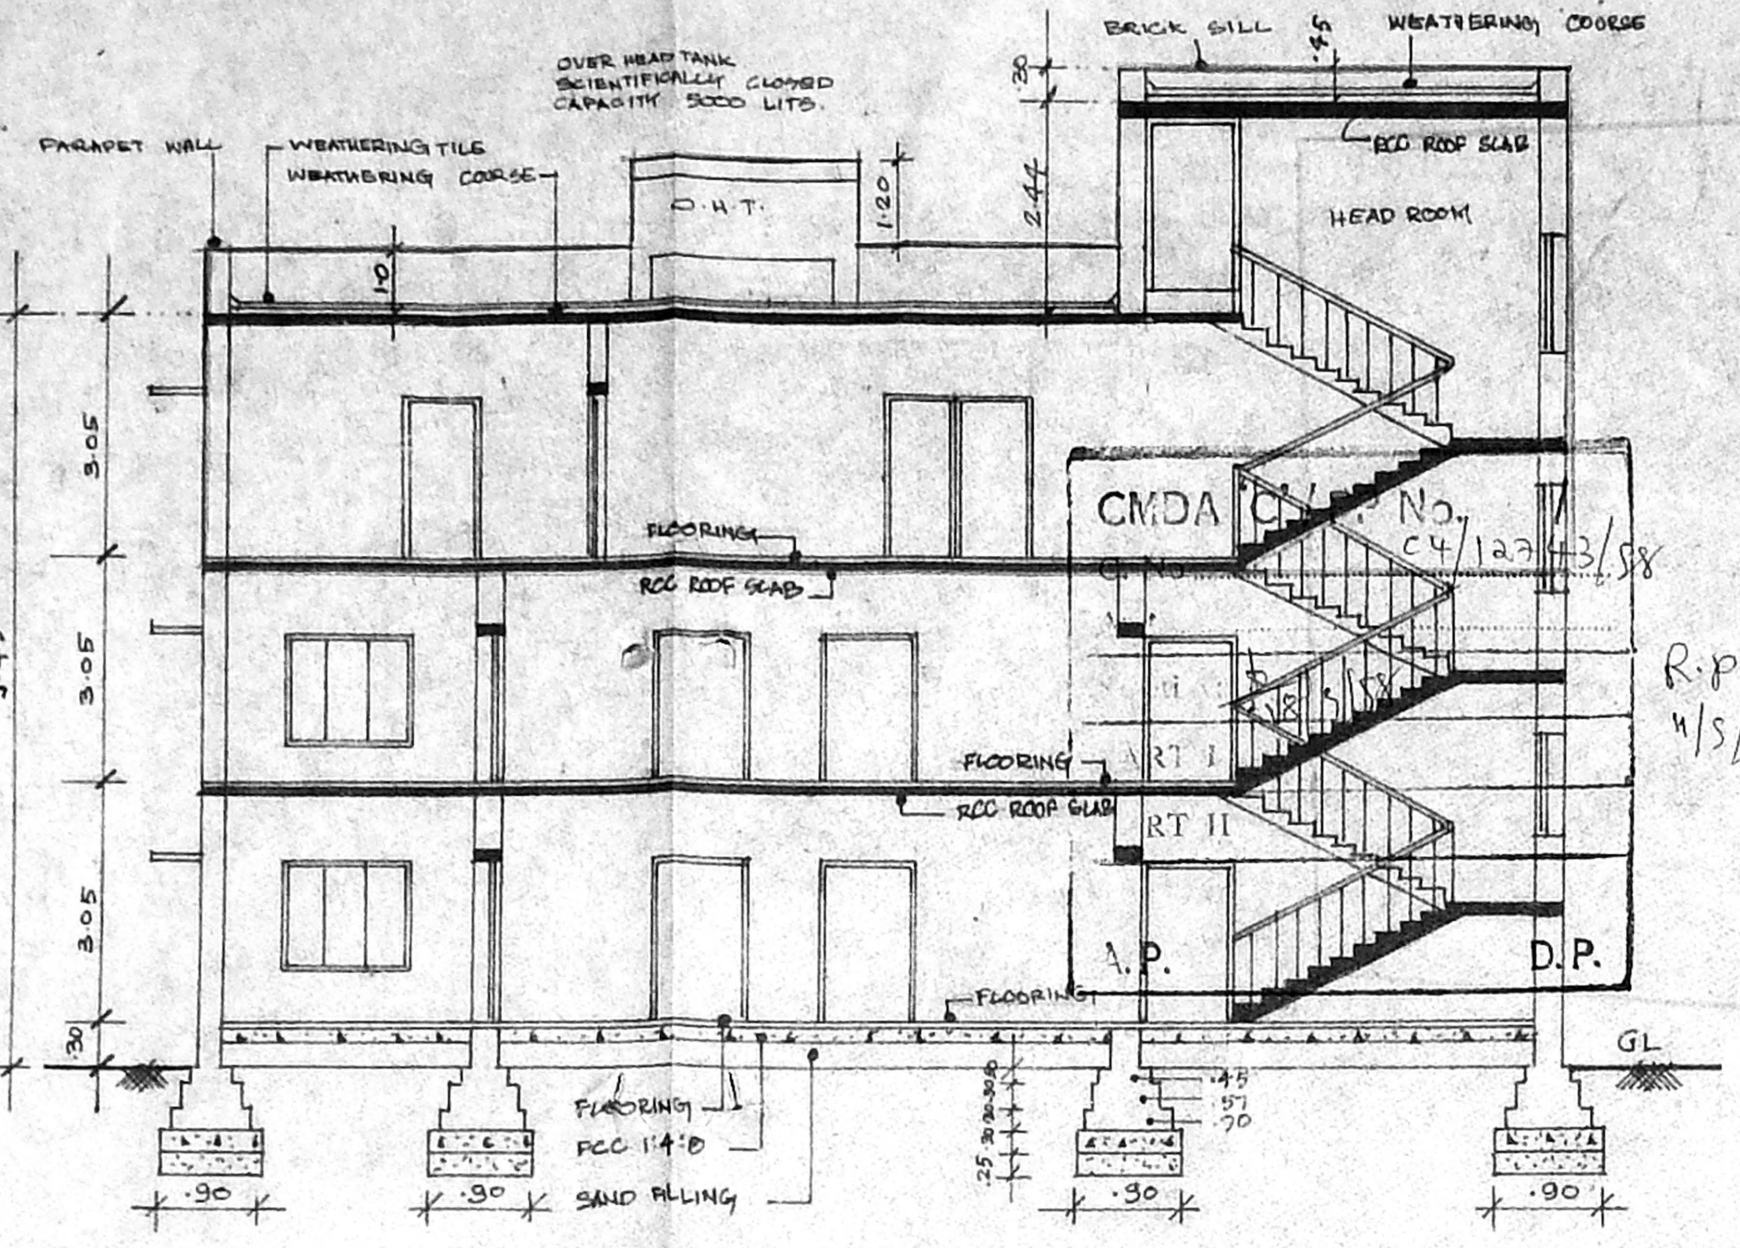 BRICK SILL
WEATHERING COURSE
.30
OVER HEAD TANK
SCIENTIFICALLY CLOSED
CAPACITY 5000 LITS.
PARAPET WALL
WEATHERING TILE
WEATHERING COURSE
RCC ROOF SLAB
O.H.T.
1.20
2.44
HEAD ROOM
1.0
3.05
CMDA 'C' / P No.
C4/12743/58
FLOORING
RCC ROOF SLAB
3.05
R.P
FLOORING
ART I
RCC ROOF SLAB
RT II
3.05
A.P.
D.P.
FLOORING
.30
GL
.45
.57
.70
FLOORING
PCC 1:4:8
SAND FILLING
.25
.90
.90
.90
.90